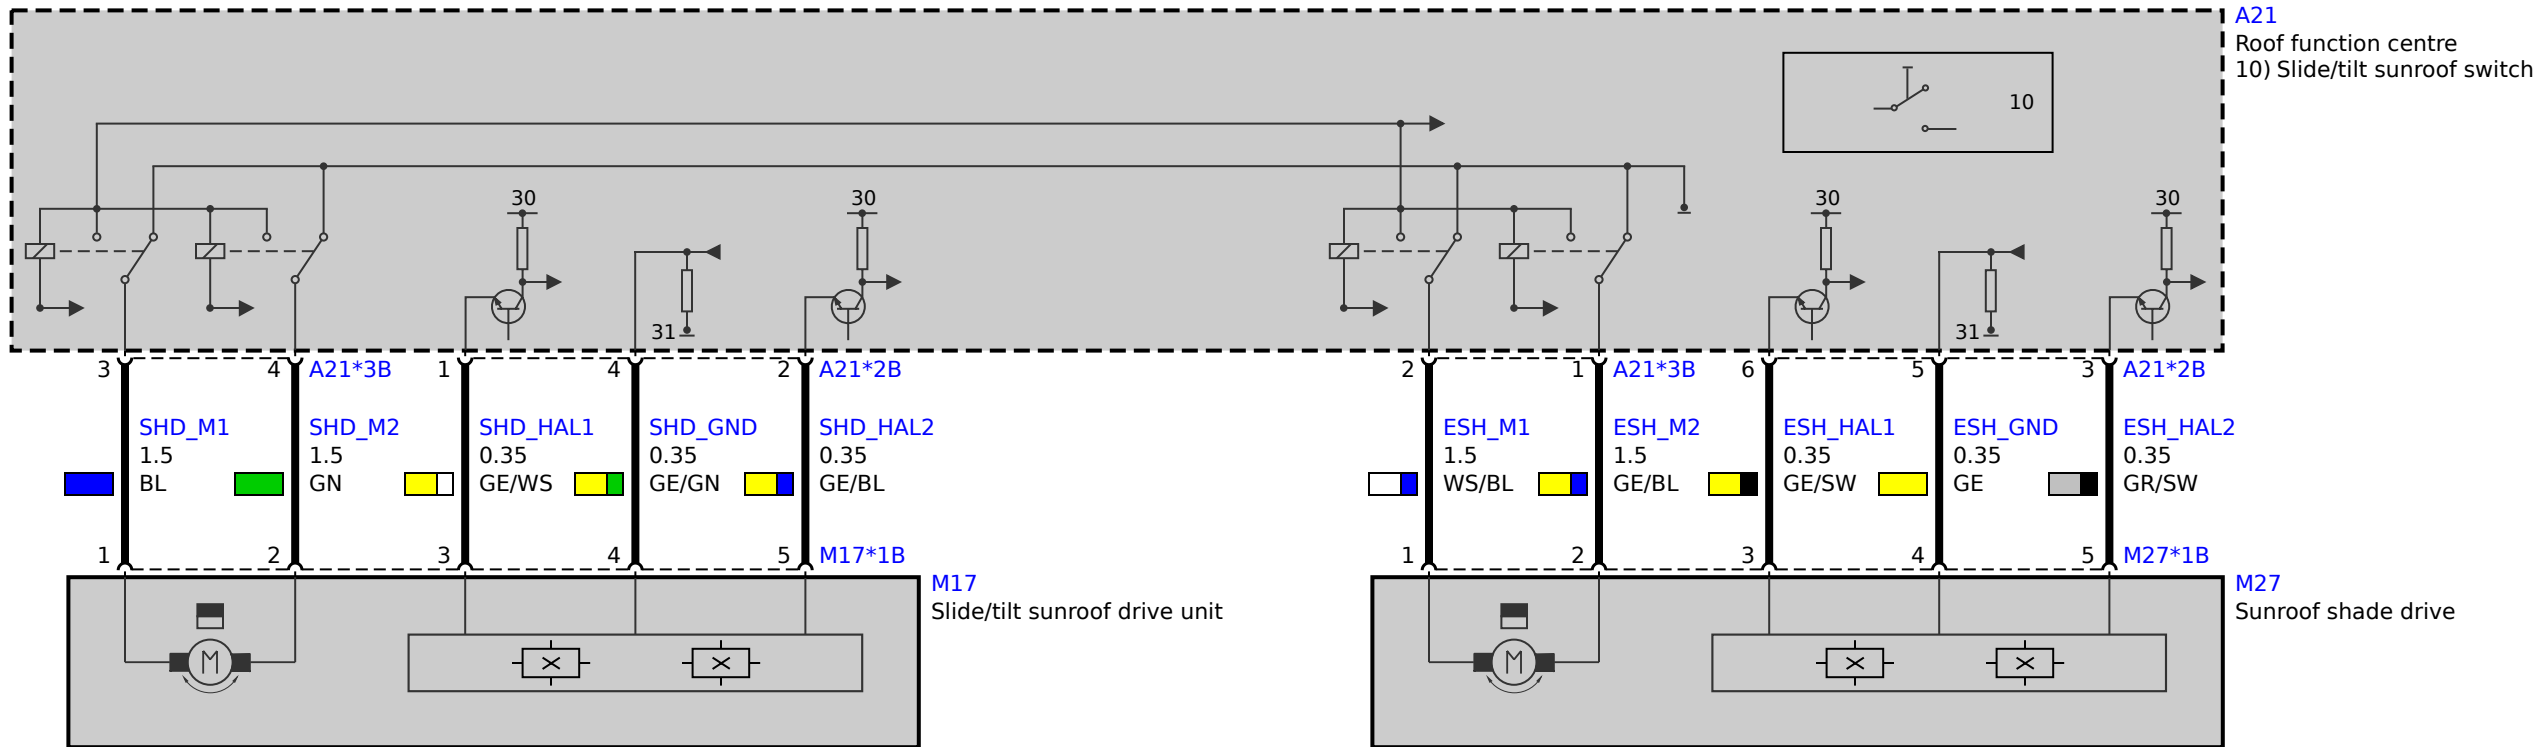 A21
Roof function centre
10) Slide/tilt sunroof switch
10
30
30
30
30
31
31
3
4
A21*3B
1
4
2
A21*2B
2
1
A21*3B
6
5
3
A21*2B
SHD_M1
1.5
BL
SHD_M2
1.5
GN
SHD_HAL1
0.35
GE/WS
SHD_GND
0.35
GE/GN
SHD_HAL2
0.35
GE/BL
ESH_M1
1.5
WS/BL
ESH_M2
1.5
GE/BL
ESH_HAL1
0.35
GE/SW
ESH_GND
0.35
GE
ESH_HAL2
0.35
GR/SW
1
2
3
4
5
M17*1B
1
2
3
4
5
M27*1B
M17
Slide/tilt sunroof drive unit
M27
Sunroof shade drive
M
M